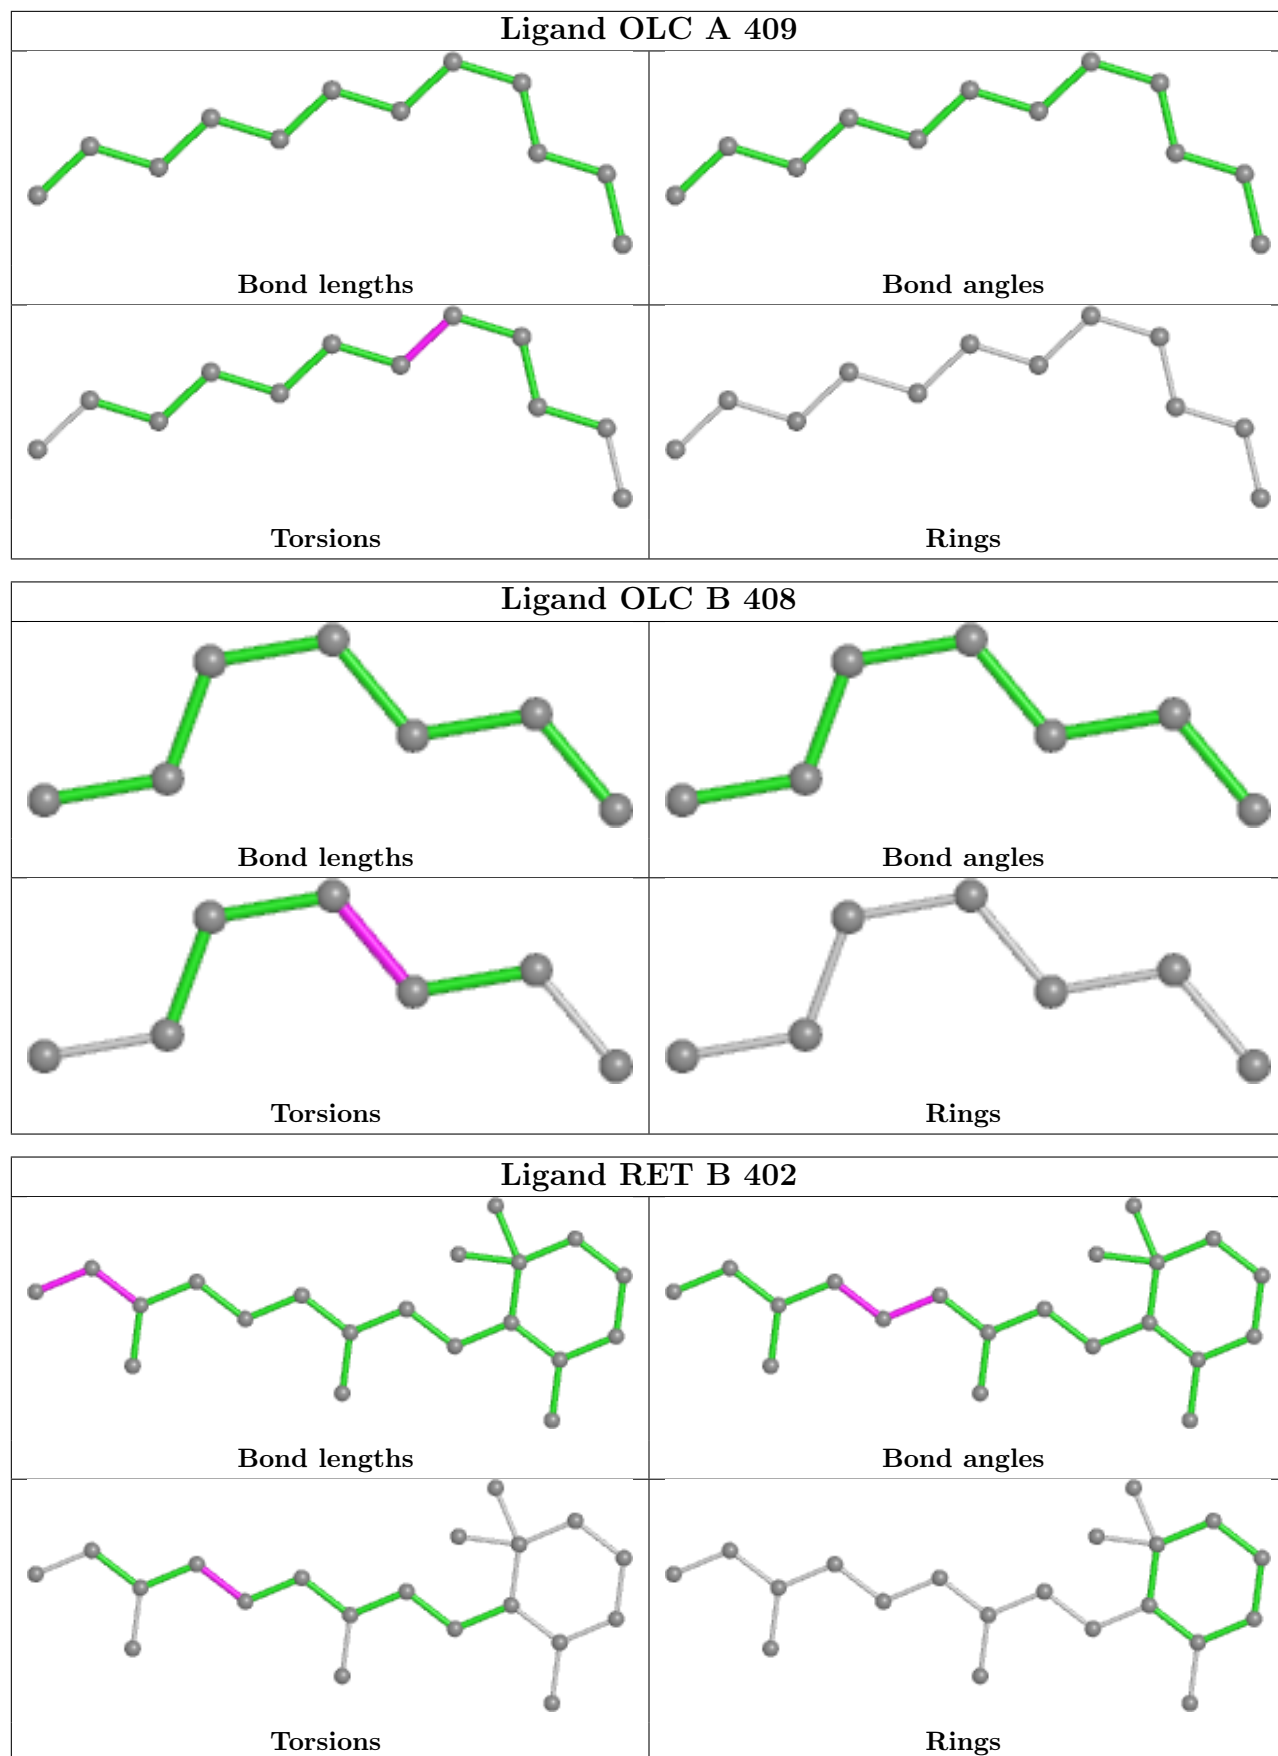 Ligand OLC A 409
Bond lengths
Bond angles
Torsions
Rings
Ligand OLC B 408
Bond lengths
Bond angles
Torsions
Rings
Ligand RET B 402
Bond lengths
Bond angles
Torsions
Rings